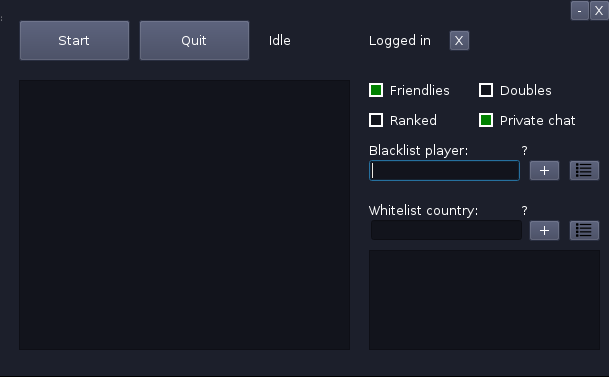 - X
Start Quit Idle Logged in X
Friendlies Doubles
Ranked Private chat
Blacklist player: ?
+
Whitelist country: ?
+